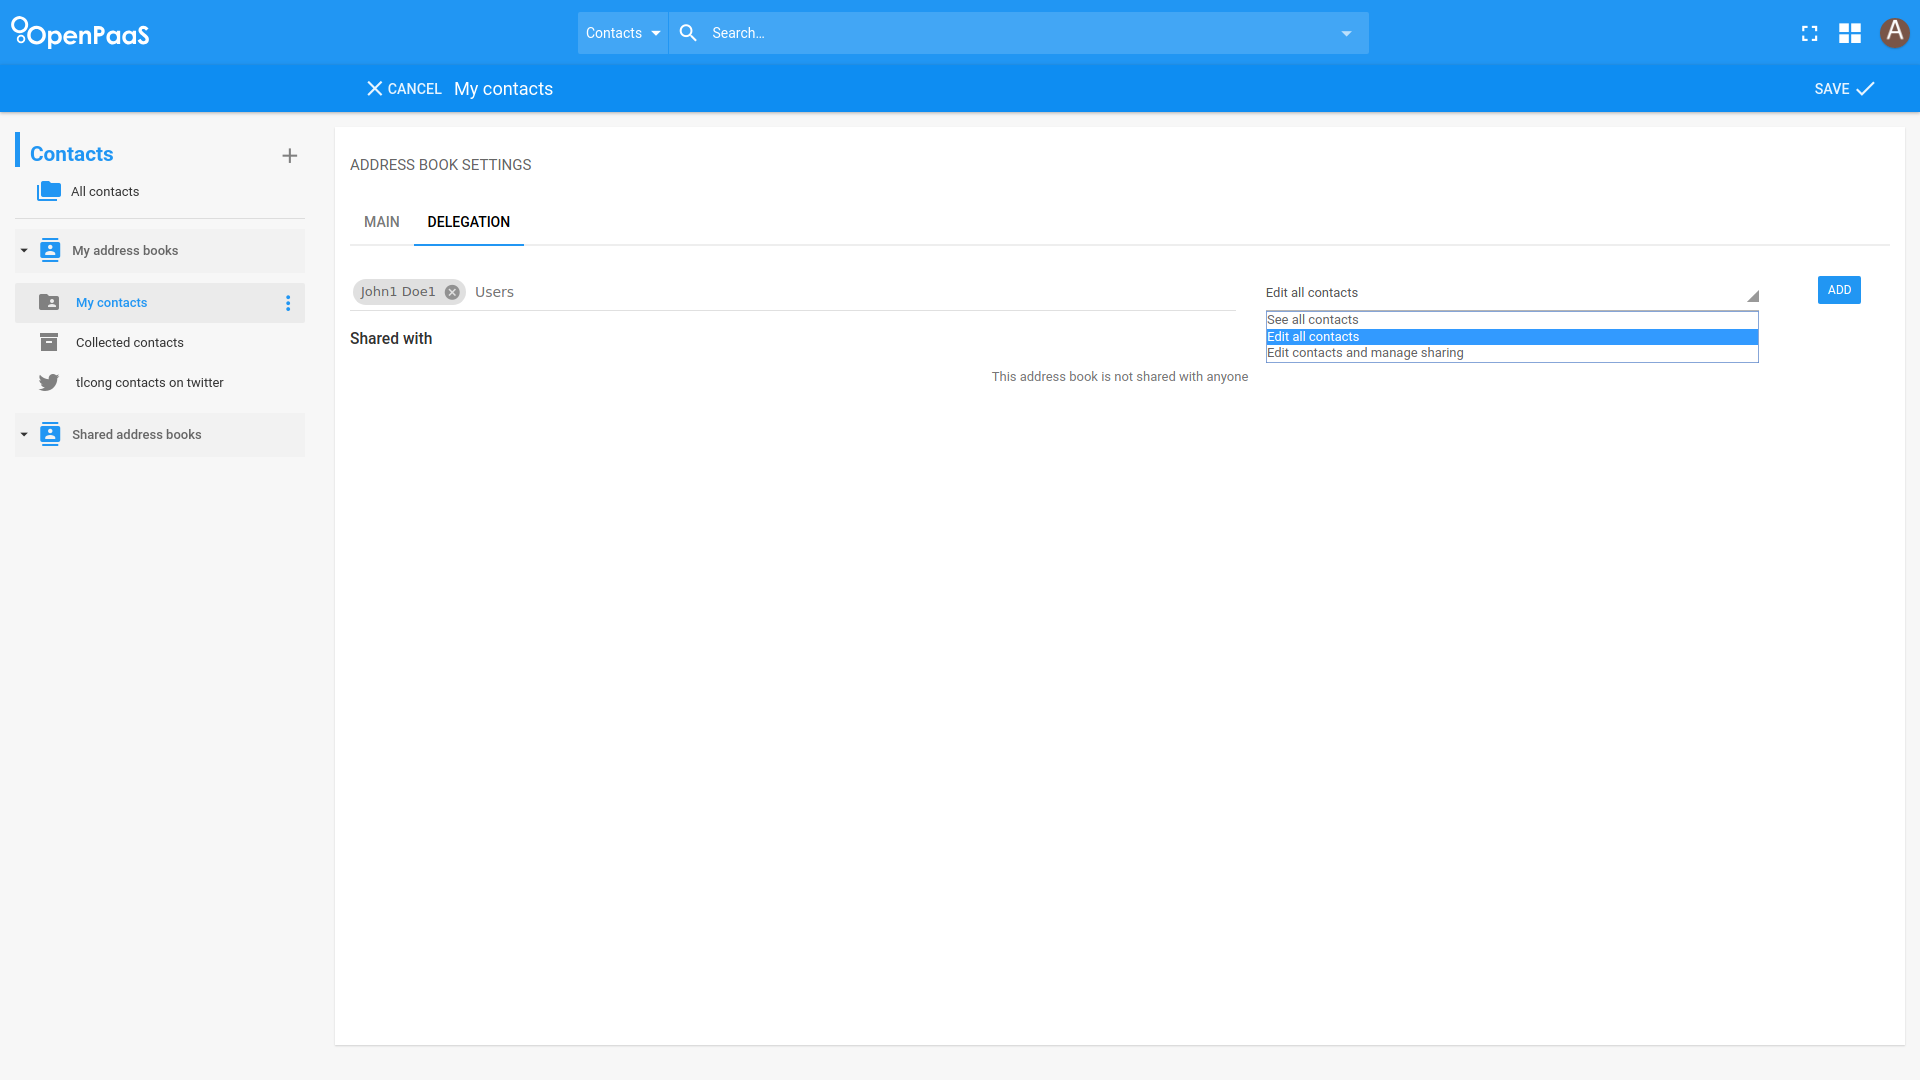 OpenPaaS
Contacts
Search...
A
CANCEL
My contacts
SAVE
Contacts
All contacts
My address books
My contacts
Collected contacts
tlcong contacts on twitter
Shared address books
ADDRESS BOOK SETTINGS
MAIN
DELEGATION
John1 Doe1
Users
Edit all contacts
ADD
See all contacts
Edit all contacts
Edit contacts and manage sharing
Shared with
This address book is not shared with anyone